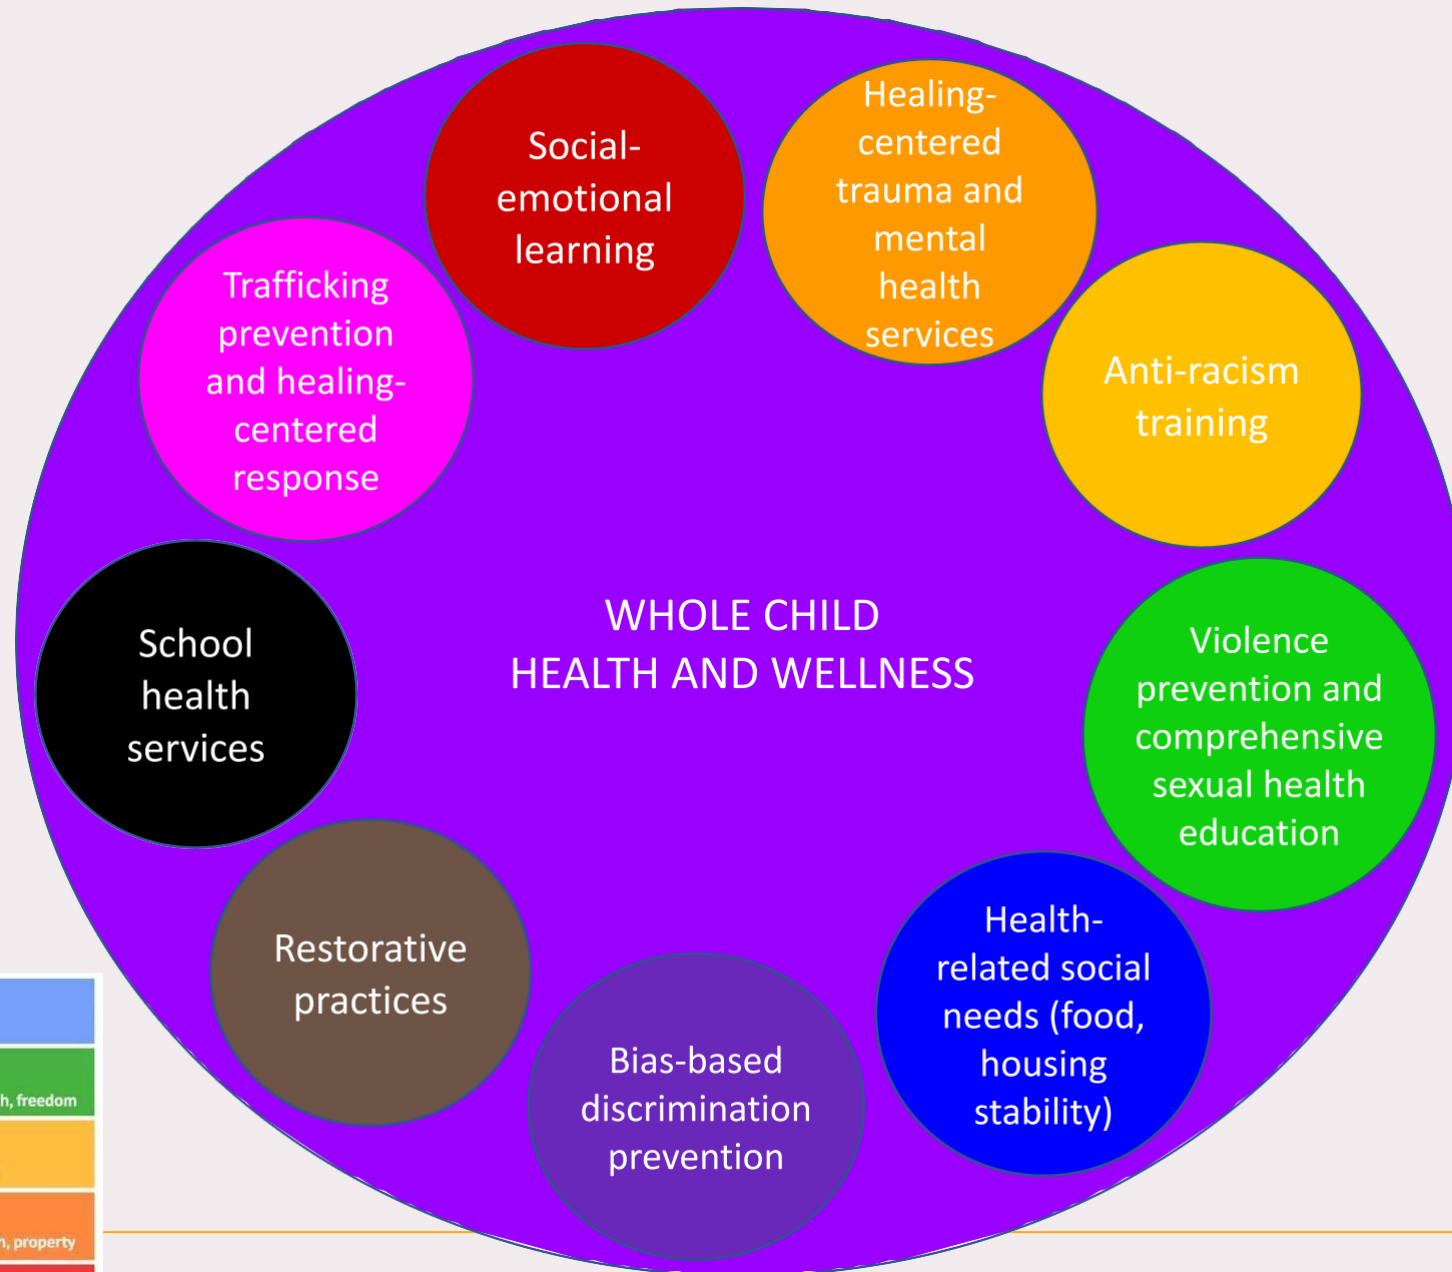 Social-
emotional
learning
Healing-
centered
trauma and
mental
health
services
Anti-racism
training
Violence
prevention and
comprehensive
sexual health
education
Health-
related social
needs (food,
housing
stability)
Bias-based
discrimination
prevention
Restorative
practices
School
health
services
Trafficking
prevention
and healing-
centered
response
WHOLE CHILD
HEALTH AND WELLNESS
freedom
property